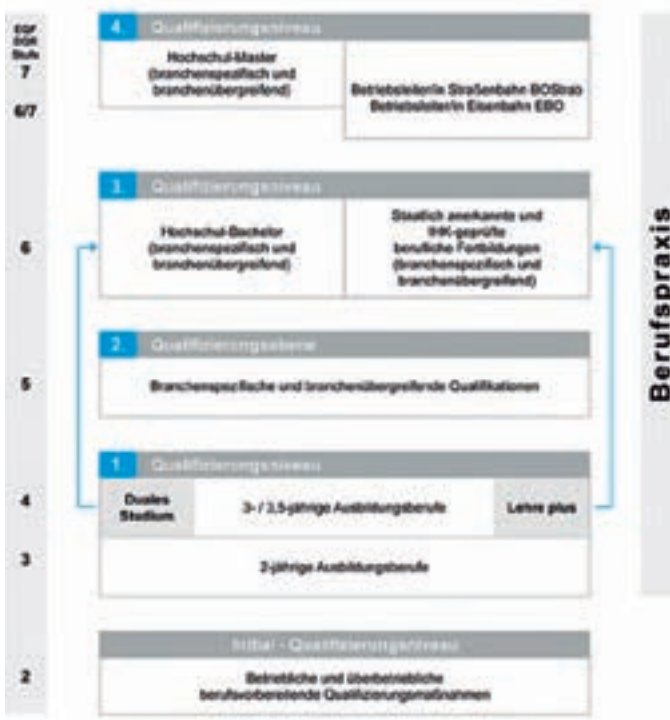 EQF
DQR
Stufe
7
6/7
6
5
4
3
2
4. Qualifizierungsniveau
Hochschul-Master
(branchenspezifisch und
branchenübergreifend)
Betriebsleiter/in Straßenbahn BOStrab
Betriebsleiter/in Eisenbahn EBO
3. Qualifizierungsniveau
Hochschul-Bachelor
(branchenspezifisch und
branchenübergreifend)
Staatlich anerkannte und
IHK-geprüfte
berufliche Fortbildungen
(branchenspezifisch und
branchenübergreifend)
2. Qualifizierungsebene
Branchenspezifische und branchenübergreifende Qualifikationen
1. Qualifizierungsniveau
Duales
Studium
3- / 3,5-jährige Ausbildungsberufe
Lehre plus
2-jährige Ausbildungsberufe
Initial - Qualifizierungsniveau
Betriebliche und überbetriebliche
berufsvorbereitende Qualifizierungsmaßnahmen
Berufspraxis